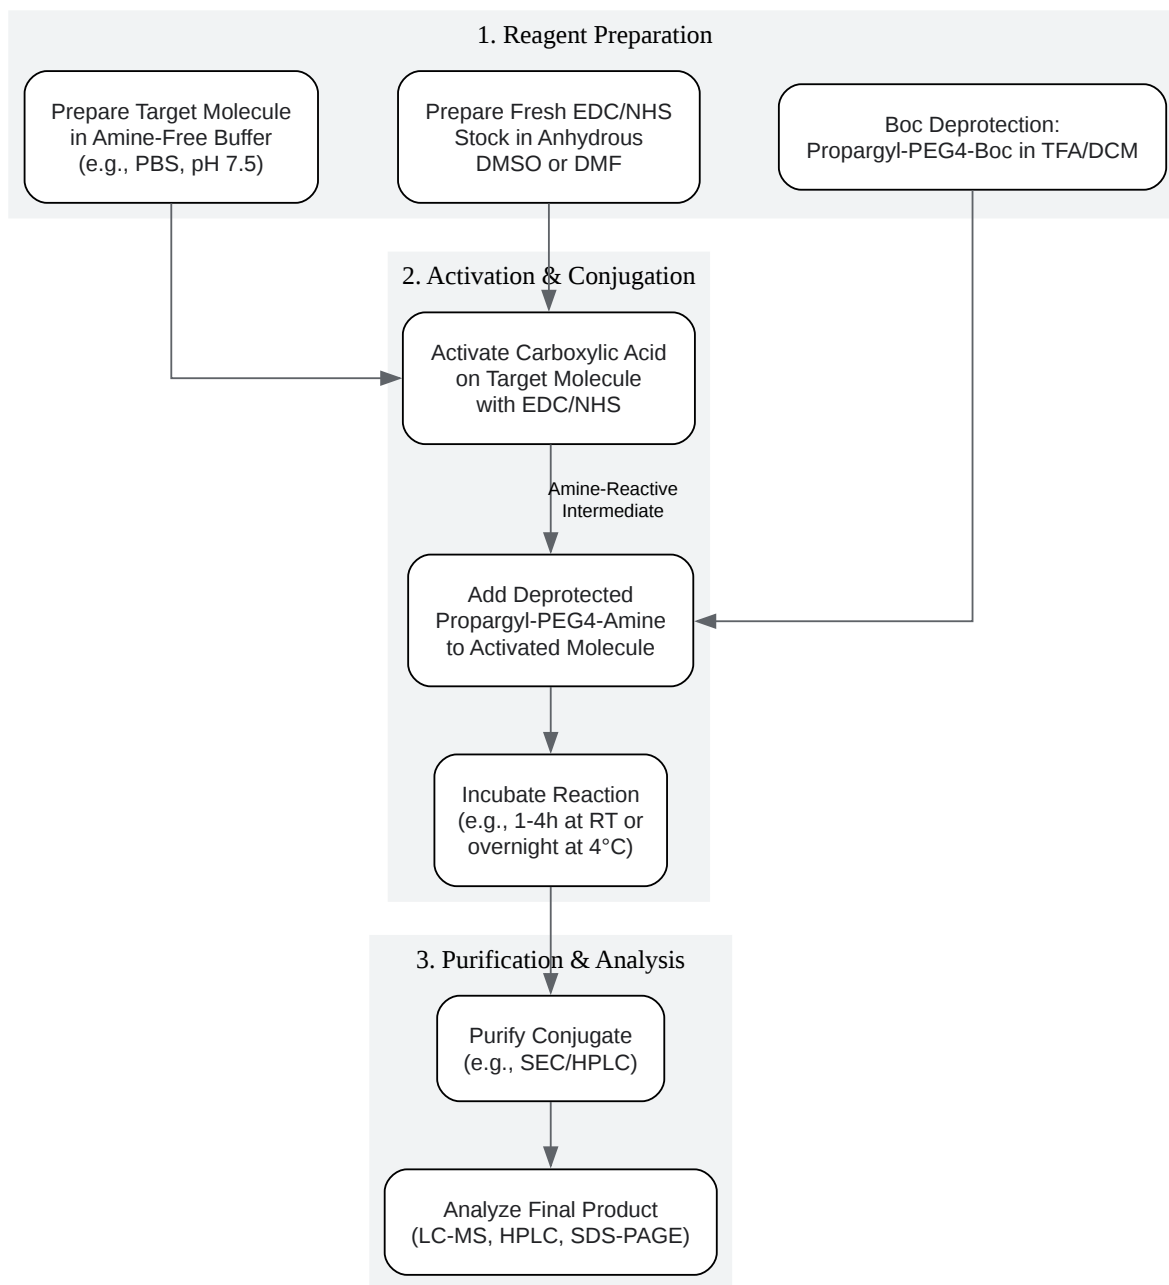 1. Reagent Preparation
Prepare Target Molecule
in Amine-Free Buffer
(e.g., PBS, pH 7.5)
Prepare Fresh EDC/NHS
Stock in Anhydrous
DMSO or DMF
Boc Deprotection:
Propargyl-PEG4-Boc in TFA/DCM
2. Activation & Conjugation
Activate Carboxylic Acid
on Target Molecule
with EDC/NHS
Amine-Reactive
Intermediate
Add Deprotected
Propargyl-PEG4-Amine
to Activated Molecule
Incubate Reaction
(e.g., 1-4h at RT or
overnight at 4°C)
3. Purification & Analysis
Purify Conjugate
(e.g., SEC/HPLC)
Analyze Final Product
(LC-MS, HPLC, SDS-PAGE)